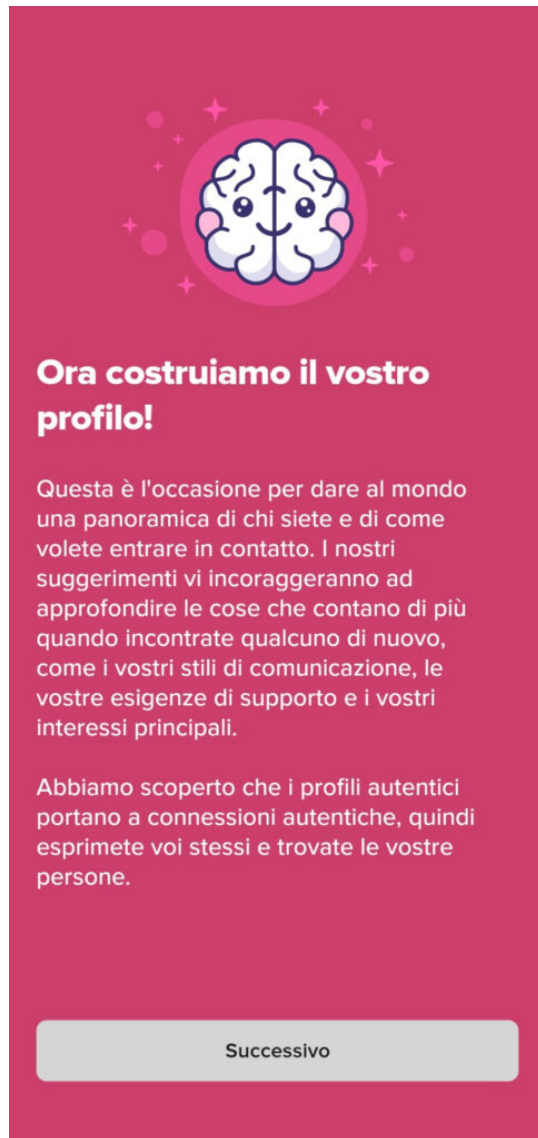 Ora costruiamo il vostro
profilo!
Questa è l'occasione per dare al mondo
una panoramica di chi siete e di come
volete entrare in contatto. I nostri
suggerimenti vi incoraggeranno ad
approfondire le cose che contano di più
quando incontrate qualcuno di nuovo,
come i vostri stili di comunicazione, le
vostre esigenze di supporto e i vostri
interessi principali.
Abbiamo scoperto che i profili autentici
portano a connessioni autentiche, quindi
esprimete voi stessi e trovate le vostre
persone.
Successivo